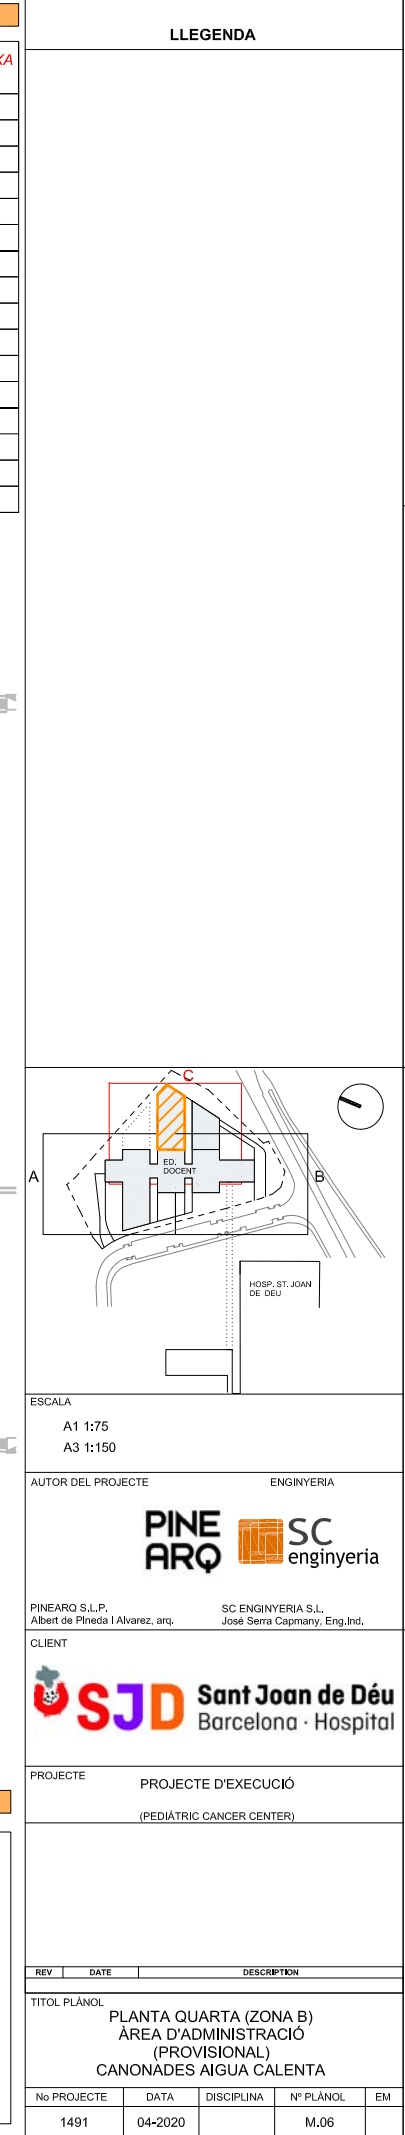 LLEGENDA
C
A
ED.
DOCENT
B
HOSP. ST. JOAN
DE DEU
ESCALA
A1 1:75
A3 1:150
AUTOR DEL PROJECTE ENGINYERIA
PINE
ARQ
SC
enginyeria
PINEARQ S.L.P. SC ENGINYERIA S.L.
Albert de Pineda I Alvarez, arq. José Serra Capmany, Eng.Ind.
CLIENT
SJD Sant Joan de Déu
Barcelona · Hospital
PROJECTE
PROJECTE D'EXECUCIÓ
(PEDIÀTRIC CANCER CENTER)
REV DATE DESCRIPTION
TITOL PLÀNOL
PLANTA QUARTA (ZONA B)
ÀREA D'ADMINISTRACIÓ
(PROVISIONAL)
CANONADES AIGUA CALENTA
No PROJECTE DATA DISCIPLINA Nº PLÀNOL EM
1491 04-2020 M.06